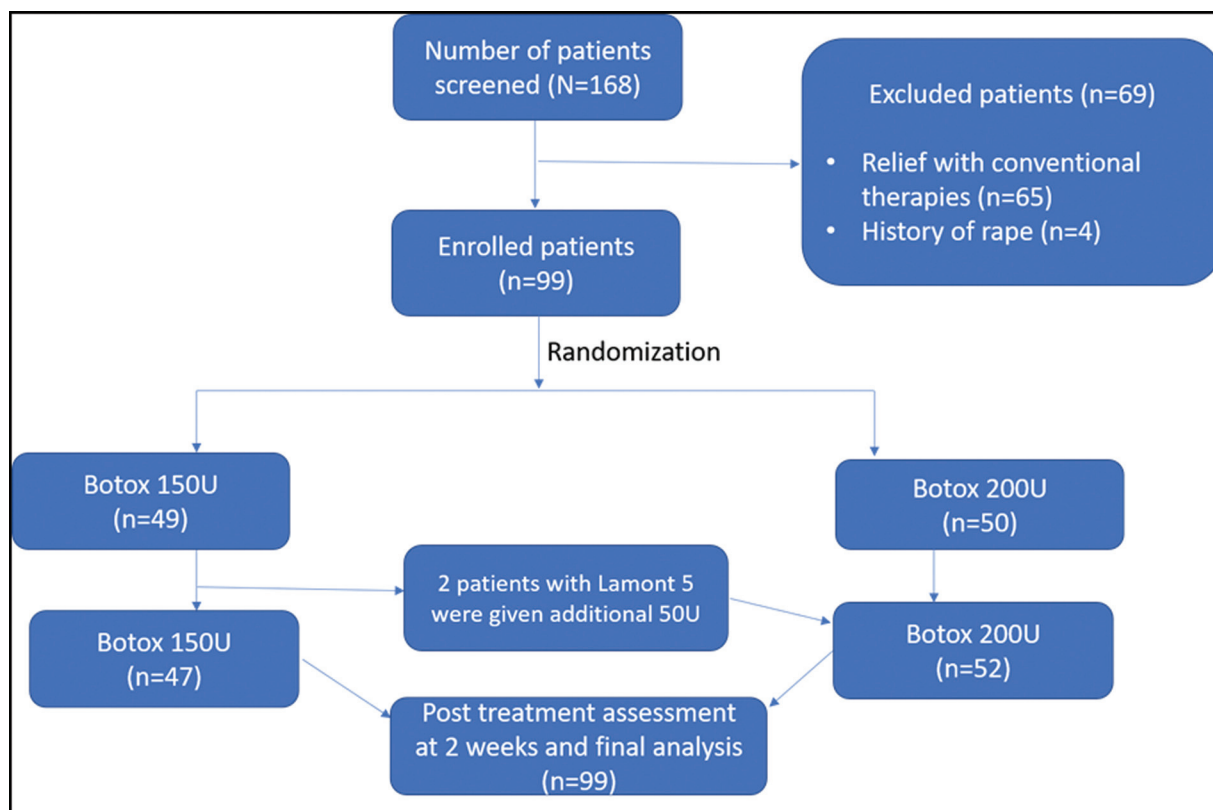 Number of patients
screened (N=168)
Excluded patients (n=69)
• Relief with conventional
therapies (n=65)
• History of rape (n=4)
Enrolled patients
(n=99)
Randomization
Botox 150U
(n=49)
Botox 200U
(n=50)
2 patients with Lamont 5
were given additional 50U
Botox 150U
(n=47)
Botox 200U
(n=52)
Post treatment assessment
at 2 weeks and final analysis
(n=99)